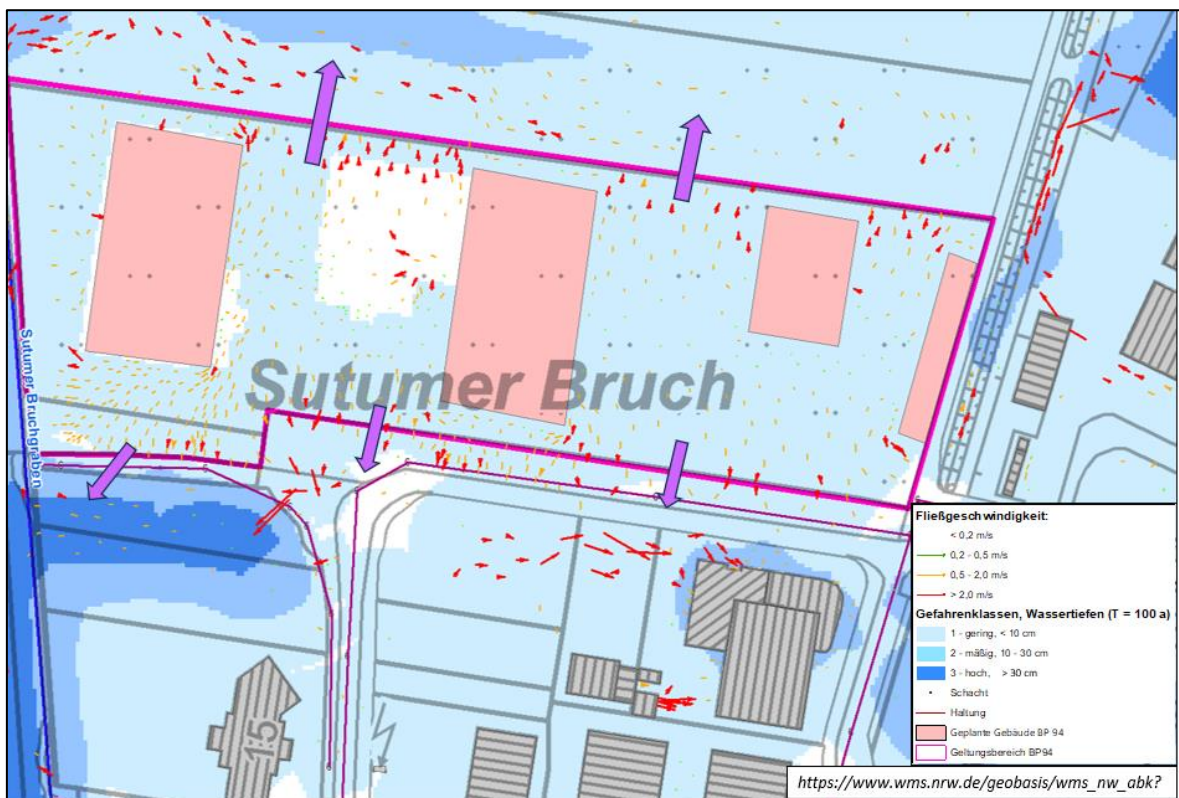 Sutumer Bruch
Sutumer Bruchgraben
Fließgeschwindigkeit:
< 0,2 m/s
0,2 - 0,5 m/s
0,5 - 2,0 m/s
> 2,0 m/s
Gefahrenklassen, Wassertiefen (T = 100 a)
1 - gering, < 10 cm
2 - mäßig, 10 - 30 cm
3 - hoch, > 30 cm
Schacht
Haltung
Geplante Gebäude BP 94
Geltungsbereich BP94
https://www.wms.nrw.de/geobasis/wms_nw_abk?